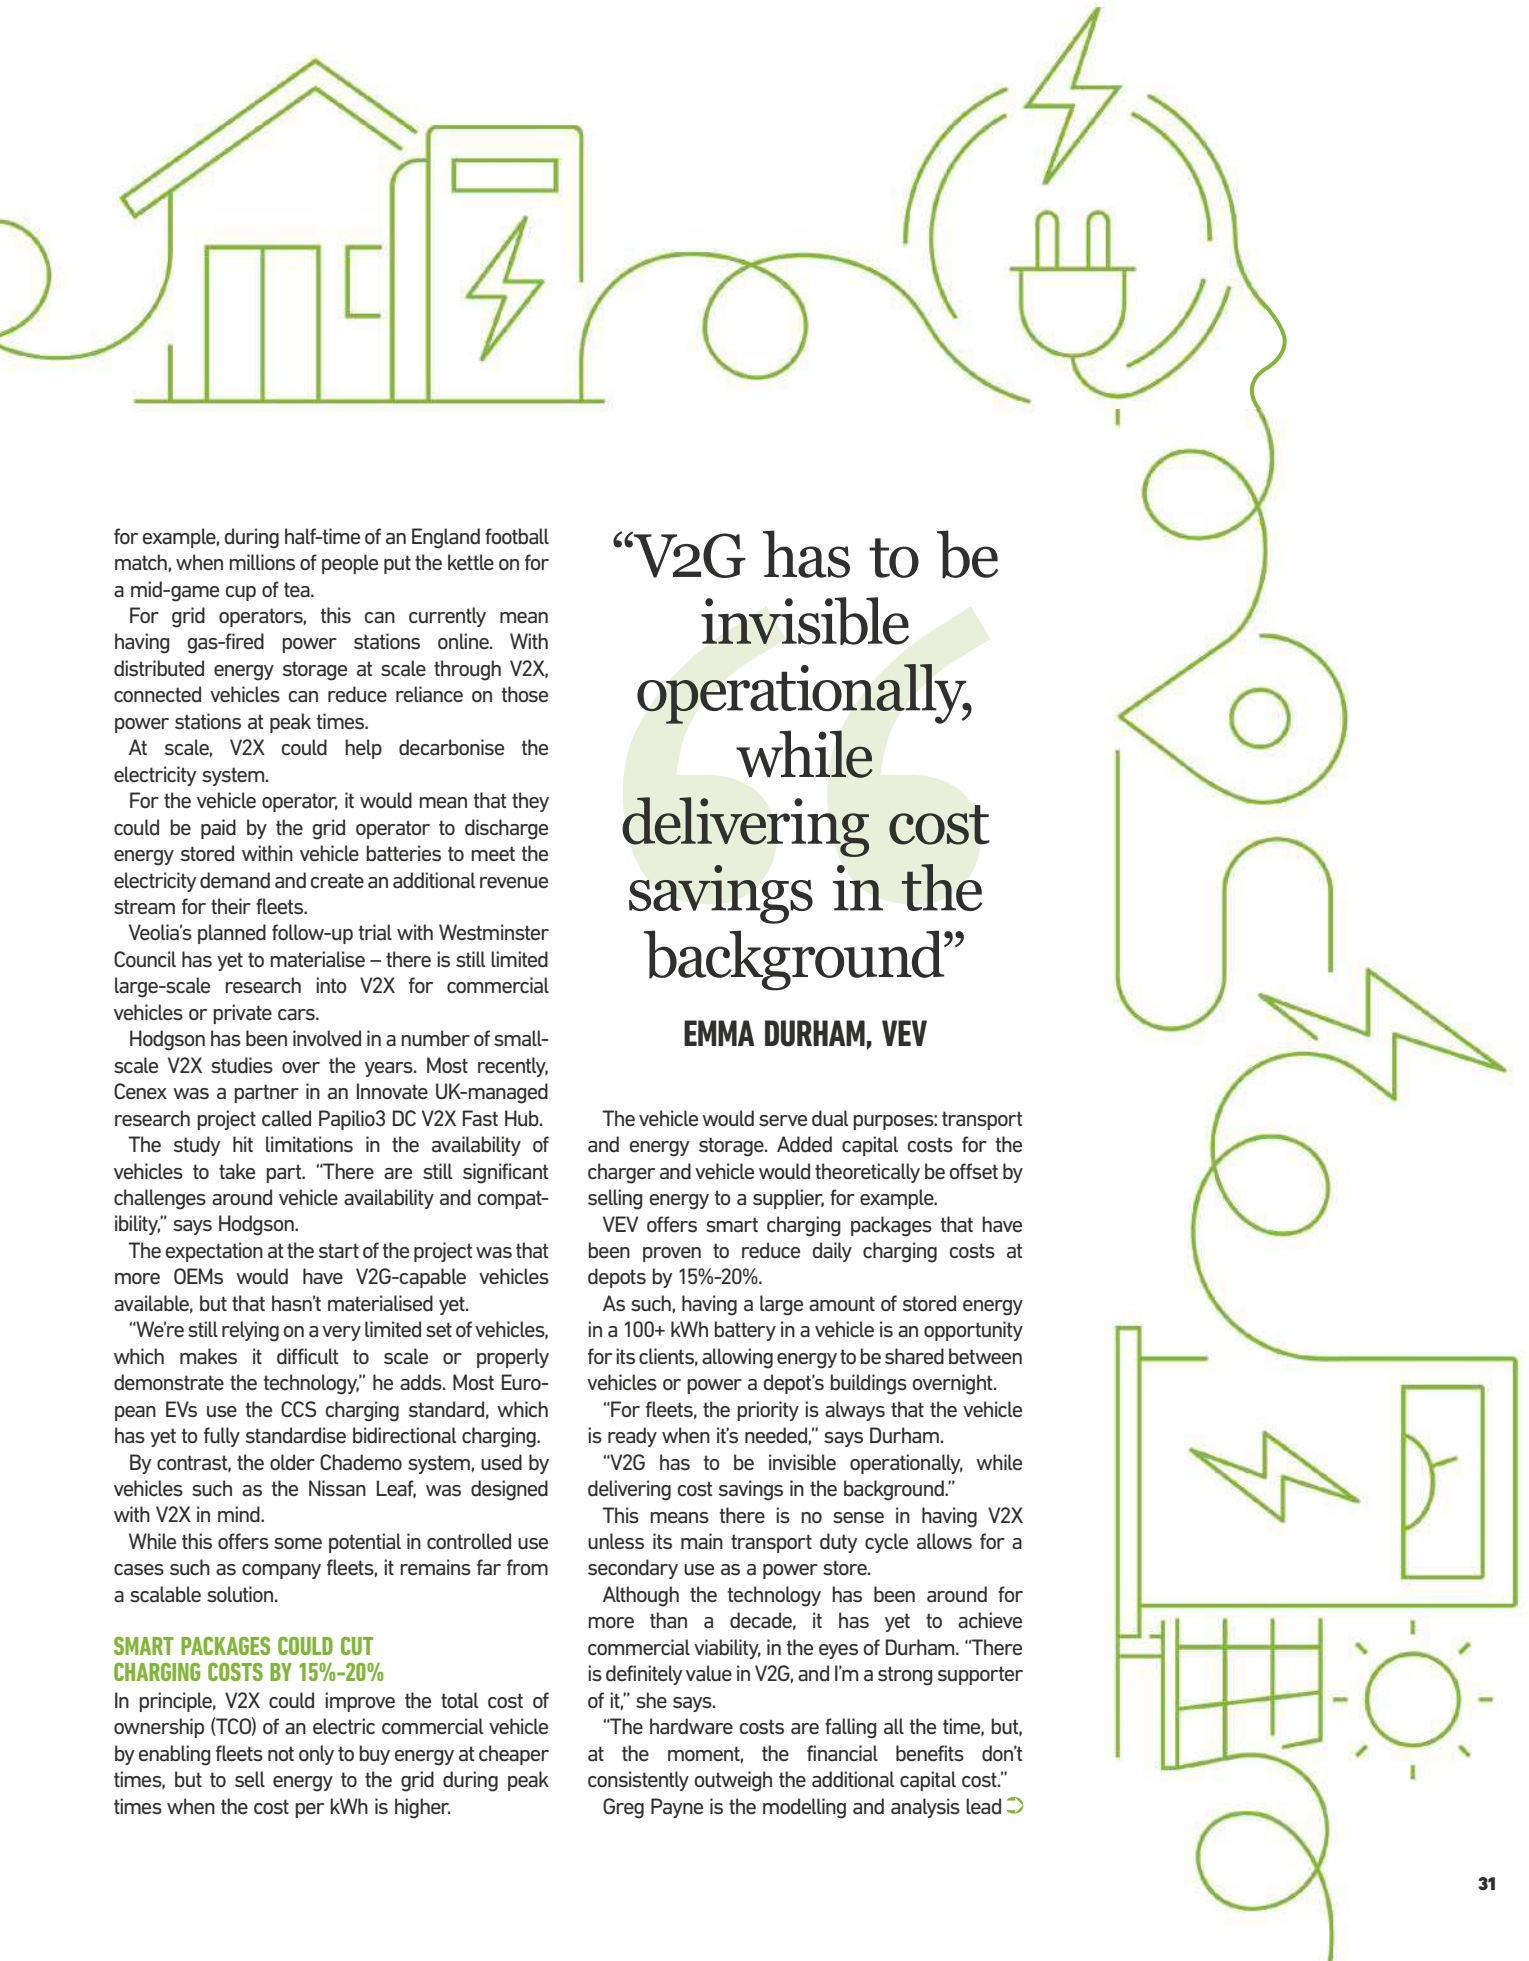 for example, during half-time of an England football
match, when millions of people put the kettle on for
a mid-game cup of tea.
For grid operators, this can currently mean
having gas-fired power stations online. With
distributed energy storage at scale through V2X,
connected vehicles can reduce reliance on those
power stations at peak times.
At scale, V2X could help decarbonise the
electricity system.
For the vehicle operator, it would mean that they
could be paid by the grid operator to discharge
energy stored within vehicle batteries to meet the
electricity demand and create an additional revenue
stream for their fleets.
Veolia’s planned follow-up trial with Westminster
Council has yet to materialise – there is still limited
large-scale research into V2X for commercial
vehicles or private cars.
Hodgson has been involved in a number of small-
scale V2X studies over the years. Most recently,
Cenex was a partner in an Innovate UK-managed
research project called Papilio3 DC V2X Fast Hub.
The study hit limitations in the availability of
vehicles to take part. “There are still significant
challenges around vehicle availability and compat-
ibility,” says Hodgson.
The expectation at the start of the project was that
more OEMs would have V2G-capable vehicles
available, but that hasn’t materialised yet.
“We’re still relying on a very limited set of vehicles,
which makes it difficult to scale or properly
demonstrate the technology,” he adds. Most Euro-
pean EVs use the CCS charging standard, which
has yet to fully standardise bidirectional charging.
By contrast, the older Chademo system, used by
vehicles such as the Nissan Leaf, was designed
with V2X in mind.
While this offers some potential in controlled use
cases such as company fleets, it remains far from
a scalable solution.
SMART PACKAGES COULD CUT
CHARGING COSTS BY 15%-20%
In principle, V2X could improve the total cost of
ownership (TCO) of an electric commercial vehicle
by enabling fleets not only to buy energy at cheaper
times, but to sell energy to the grid during peak
times when the cost per kWh is higher.
“V2G has to be
invisible
operationally,
while
delivering cost
savings in the
background”
EMMA DURHAM, VEV
The vehicle would serve dual purposes: transport
and energy storage. Added capital costs for the
charger and vehicle would theoretically be offset by
selling energy to a supplier, for example.
VEV offers smart charging packages that have
been proven to reduce daily charging costs at
depots by 15%-20%.
As such, having a large amount of stored energy
in a 100+ kWh battery in a vehicle is an opportunity
for its clients, allowing energy to be shared between
vehicles or power a depot’s buildings overnight.
“For fleets, the priority is always that the vehicle
is ready when it’s needed,” says Durham.
“V2G has to be invisible operationally, while
delivering cost savings in the background.”
This means there is no sense in having V2X
unless its main transport duty cycle allows for a
secondary use as a power store.
Although the technology has been around for
more than a decade, it has yet to achieve
commercial viability, in the eyes of Durham. “There
is definitely value in V2G, and I’m a strong supporter
of it,” she says.
“The hardware costs are falling all the time, but,
at the moment, the financial benefits don’t
consistently outweigh the additional capital cost.”
Greg Payne is the modelling and analysis lead
31